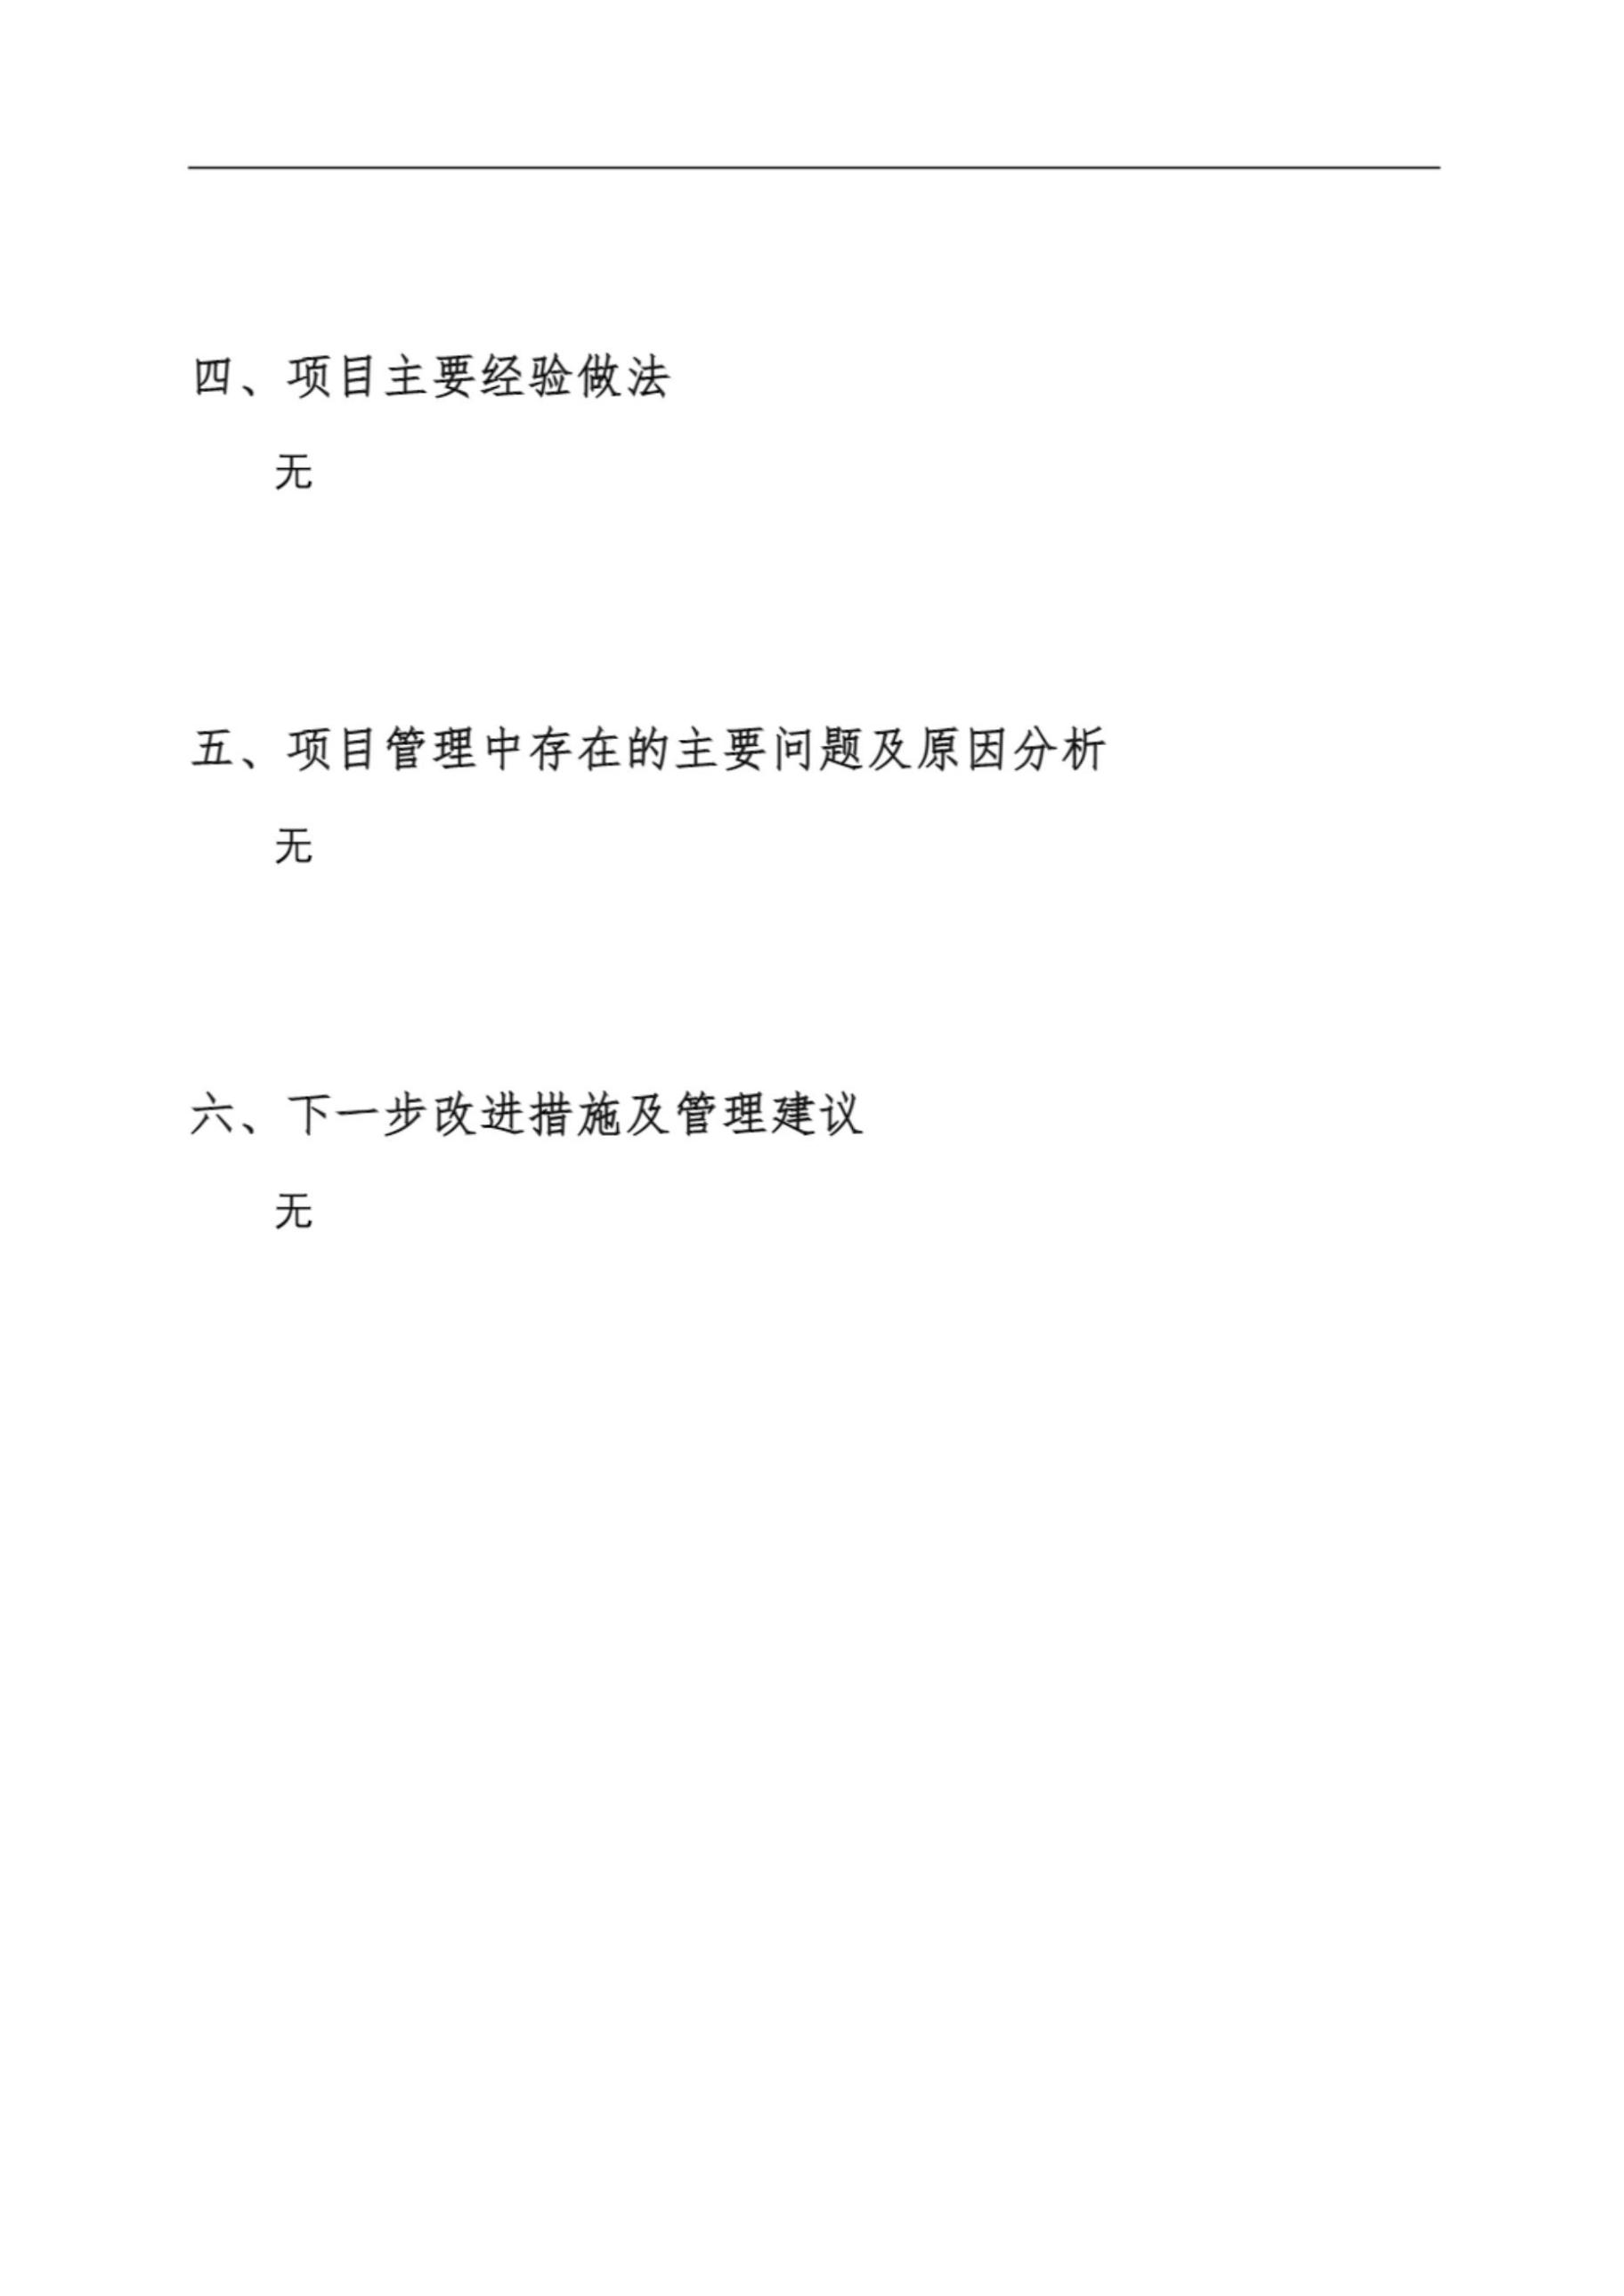 四、项目主要经验做法
无
五、项目管理中存在的主要问题及原因分析
无
六、下一步改进措施及管理建议
无